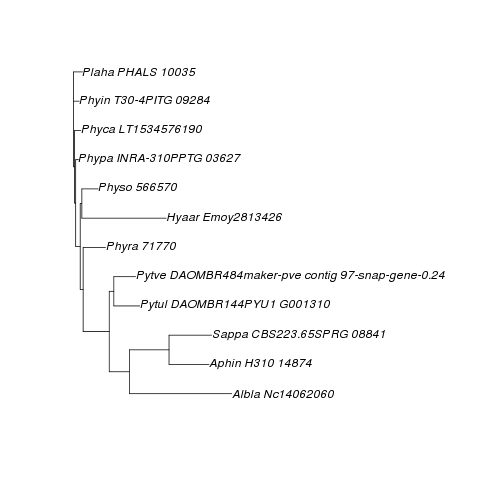 Plaha PHALS 10035
Phyin T30-4PITG 09284
Phyca LT1534576190
Phypa INRA-310PPTG 03627
Physo 566570
Hyaar Emoy2813426
Phyra 71770
Pytve DAOMBR484maker-pve contig 97-snap-gene-0.24
Pytul DAOMBR144PYU1 G001310
Sappa CBS223.65SPRG 08841
Aphin H310 14874
Albla Nc14062060